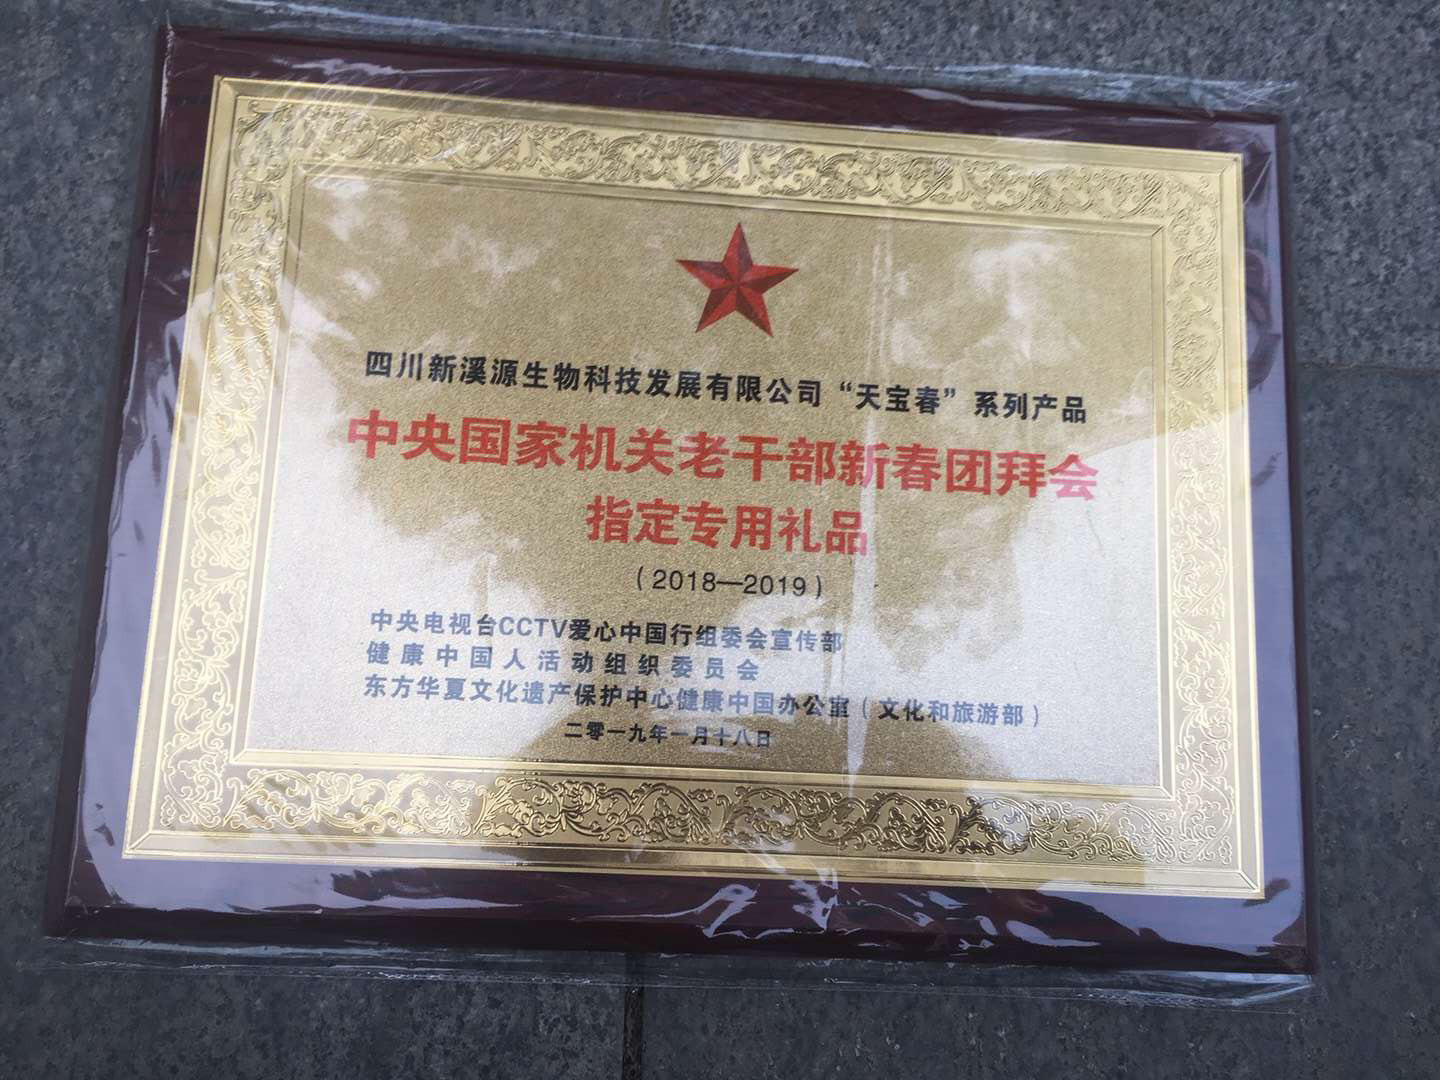 四川新溪源生物科技发展有限公司“天宝春”系列产品
中央国家机关老干部新春团拜会
指定专用礼品
（2018—2019）
中央电视台CCTV爱心中国行组委会宣传部
健康中国人活动组织委员会
东方华夏文化遗产保护中心健康中国办公室（文化和旅游部）
二零一九年一月十八日